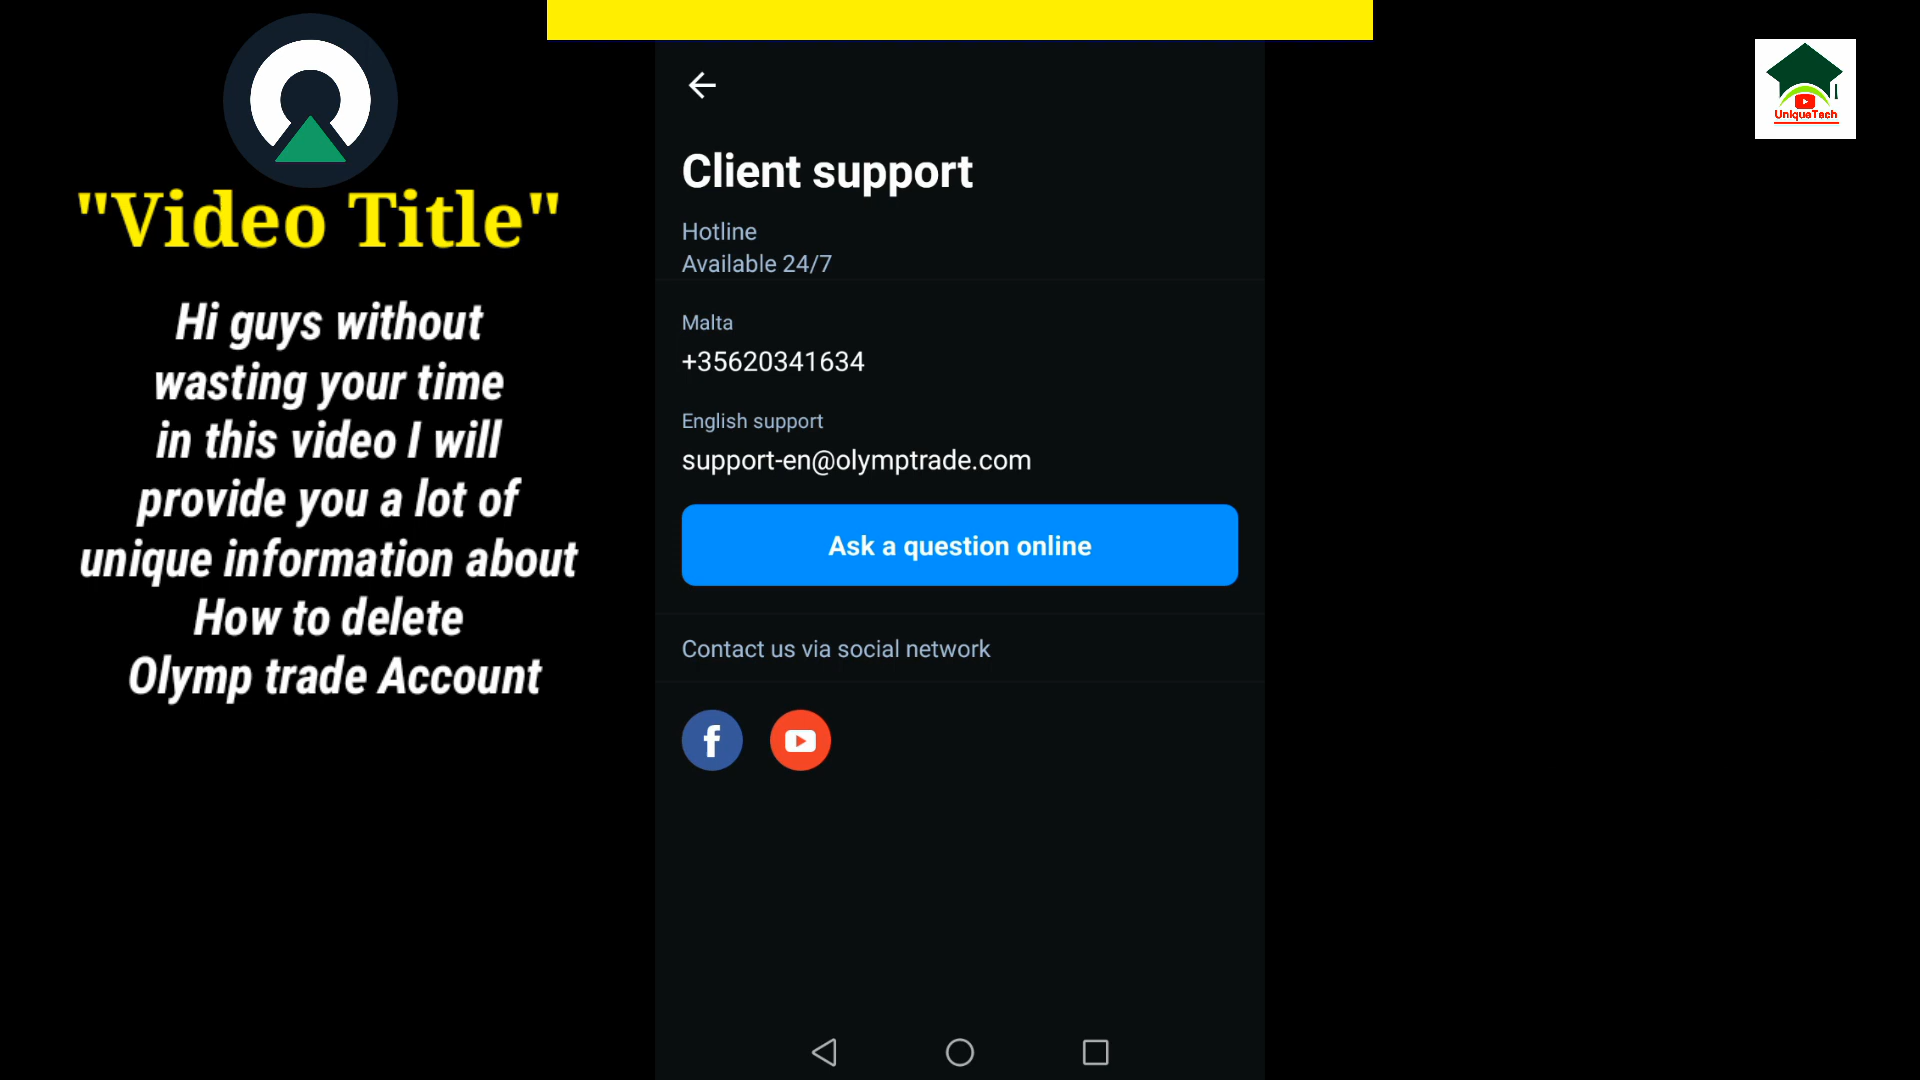 "Video Title"
Hi guys without
wasting your time
in this video I will
provide you a lot of
unique information about
How to delete
Olymp trade Account
Client support
Hotline
Available 24/7
Malta
+35620341634
English support
support-en@olymptrade.com
Ask a question online
Contact us via social network
UniqueTech